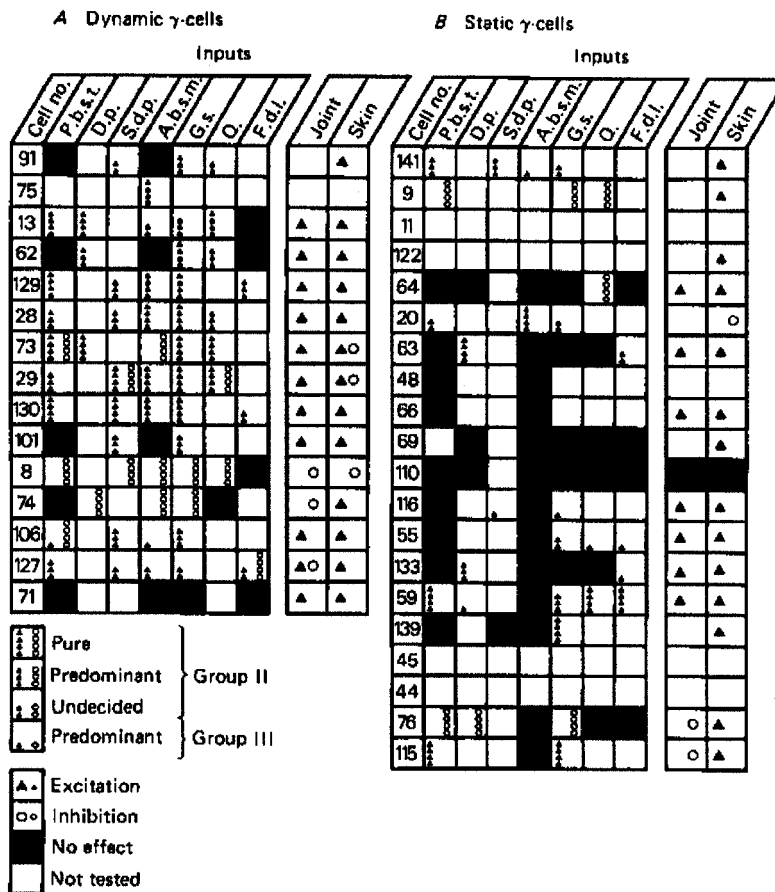 A Dynamic γ-cells
Inputs
Cell no.
P.b.s.t.
D.p.
S.d.p.
A.b.s.m.
G.s.
Q.
F.d.l.
Joint
Skin
91
75
13
62
129
28
73
29
130
101
8
74
106
127
71
Pure
Predominant
Undecided
Group II
Predominant
Group III
Excitation
Inhibition
No effect
Not tested
B Static γ-cells
Inputs
Cell no.
P.b.s.t.
D.p.
S.d.p.
A.b.s.m.
G.s.
Q.
F.d.l.
Joint
Skin
141
9
11
122
64
20
63
48
66
69
110
116
55
133
59
139
45
44
76
115